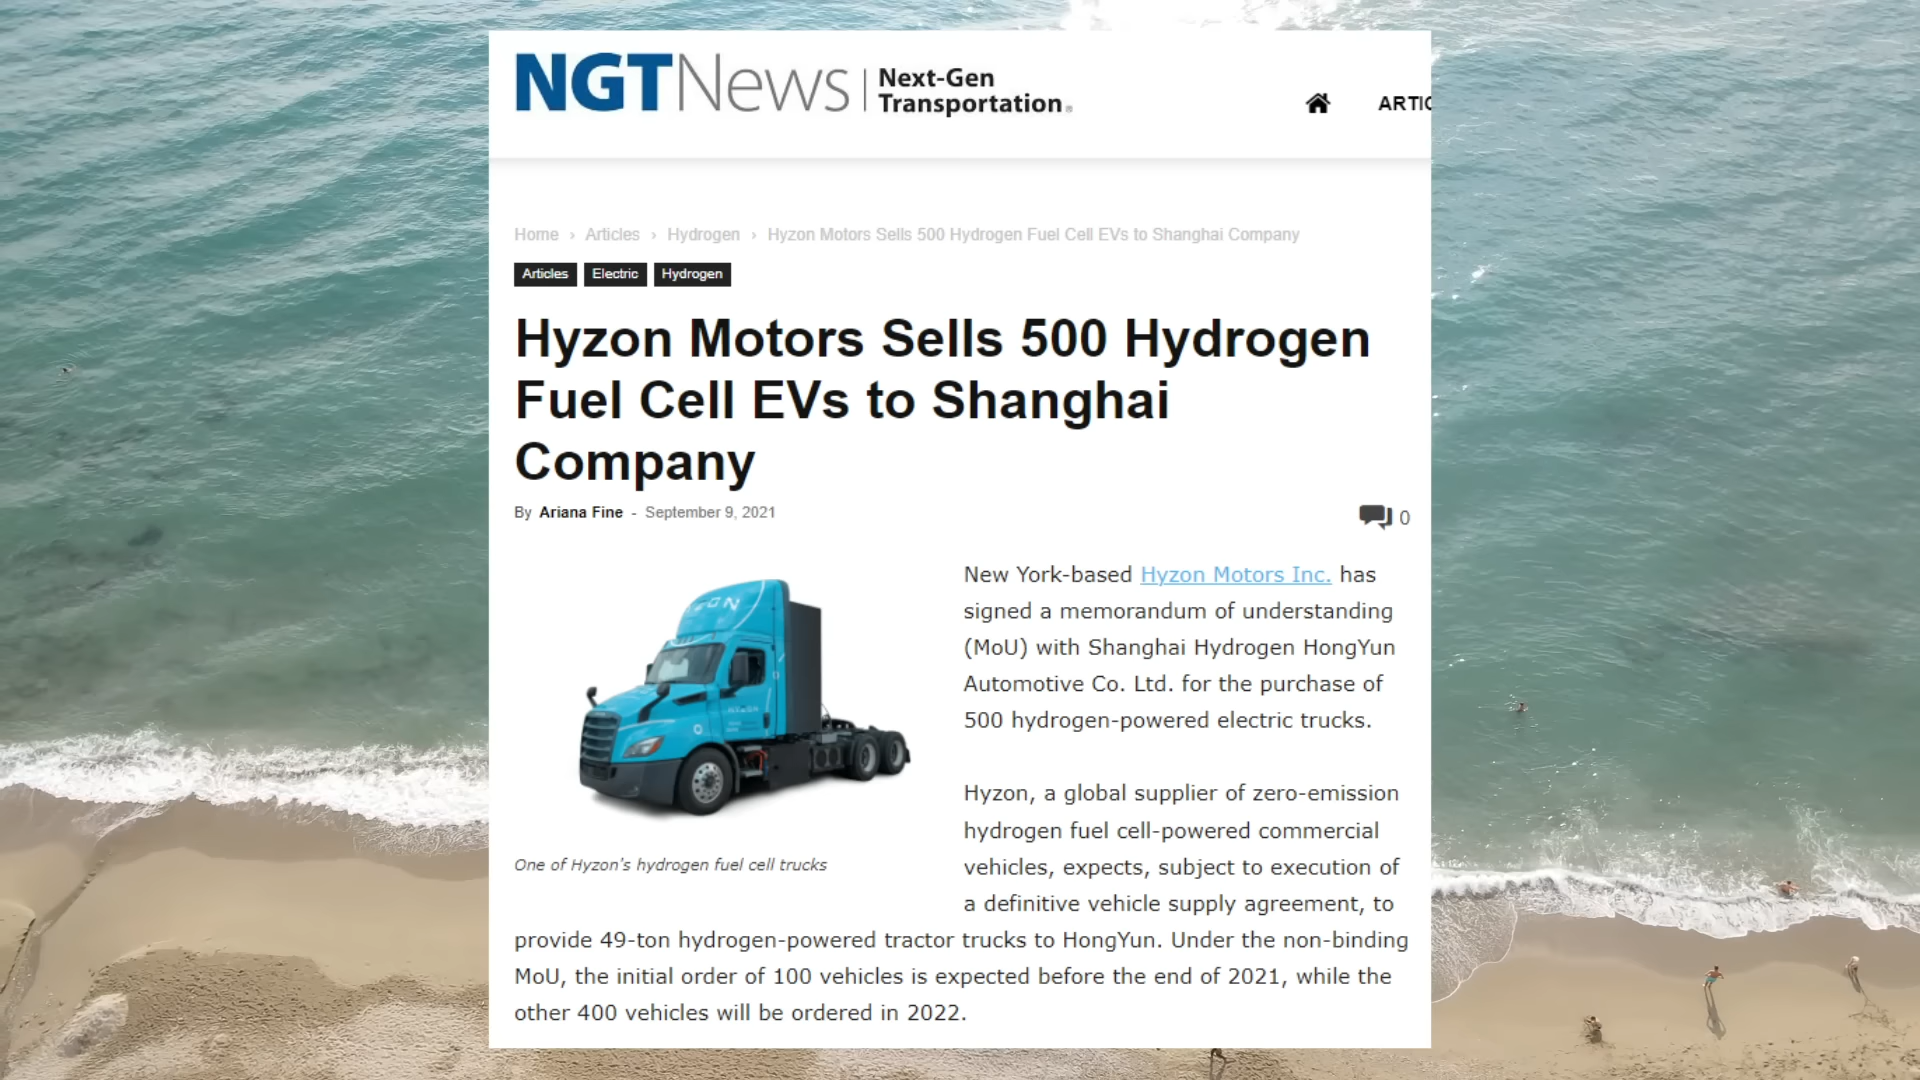 NGTNews | Next-Gen Transportation
ARTIC
Home › Articles › Hydrogen › Hyzon Motors Sells 500 Hydrogen Fuel Cell EVs to Shanghai Company
Articles Electric Hydrogen
Hyzon Motors Sells 500 Hydrogen
Fuel Cell EVs to Shanghai
Company
By Ariana Fine - September 9, 2021
0
HYZON
One of Hyzon's hydrogen fuel cell trucks
New York-based Hyzon Motors Inc. has
signed a memorandum of understanding
(MoU) with Shanghai Hydrogen HongYun
Automotive Co. Ltd. for the purchase of
500 hydrogen-powered electric trucks.
Hyzon, a global supplier of zero-emission
hydrogen fuel cell-powered commercial
vehicles, expects, subject to execution of
a definitive vehicle supply agreement, to
provide 49-ton hydrogen-powered tractor trucks to HongYun. Under the non-binding
MoU, the initial order of 100 vehicles is expected before the end of 2021, while the
other 400 vehicles will be ordered in 2022.